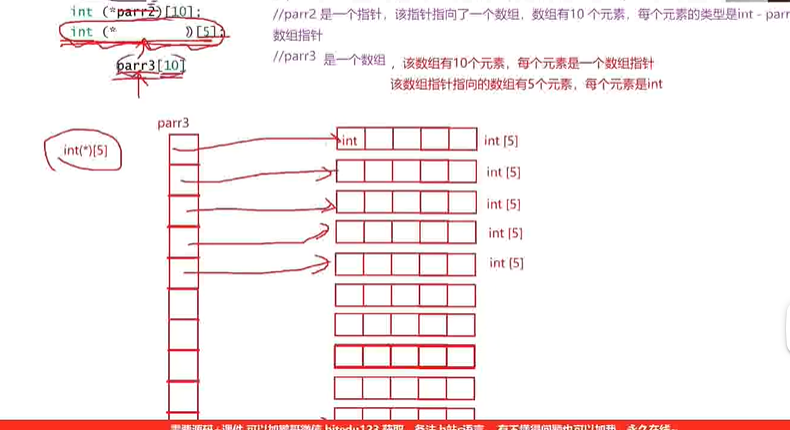 int (*parr2)[10];
//parr2 是一个指针，该指针指向了一个数组，数组有10 个元素，每个元素的类型是int - parr
int (* )[5];
数组指针
//parr3 是一个数组，该数组有10个元素，每个元素是一个数组指针
parr3[10]
该数组指针指向的数组有5个元素，每个元素是int
parr3
int(*)[5]
int
int [5]
int [5]
int [5]
int [5]
int [5]